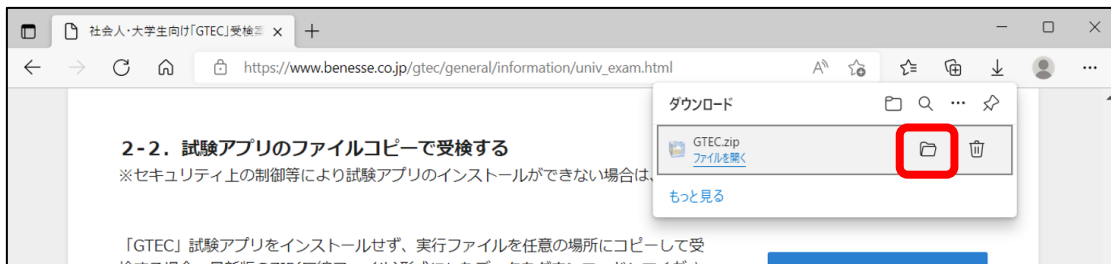 社会人・大学生向け「GTEC」受検
https://www.benesse.co.jp/gtec/general/information/univ_exam.html
ダウンロード
GTEC.zip
ファイルを開く
もっと見る
2-2．試験アプリのファイルコピーで受検する
※セキュリティ上の制御等により試験アプリのインストールができない場合は、
「GTEC」試験アプリをインストールせず、実行ファイルを任意の場所にコピーして受